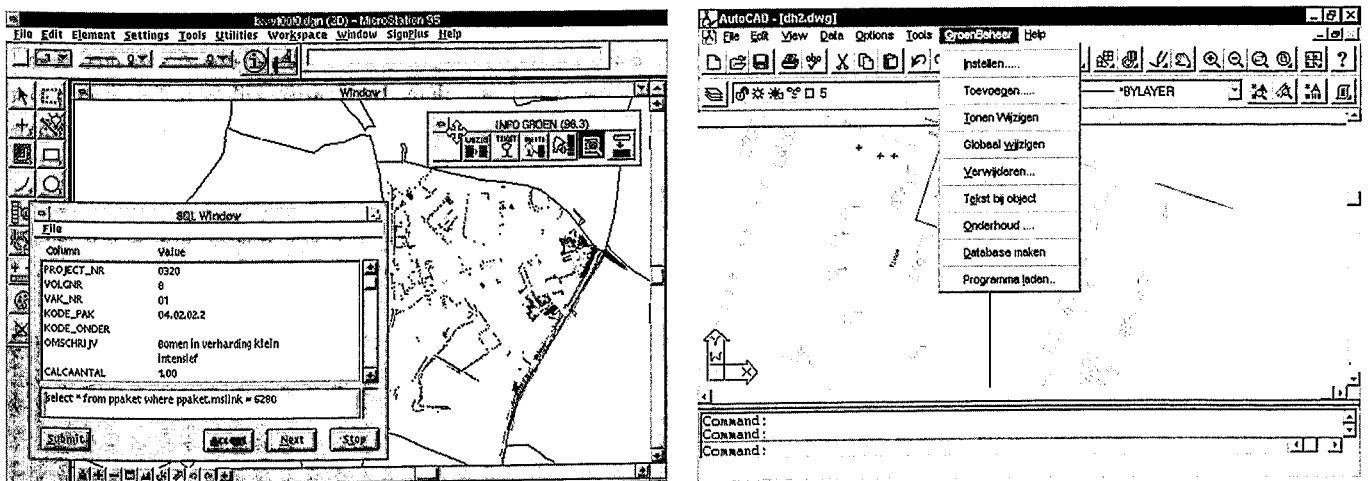 (2D) - MicroStation 95
File Edit Element Settings Tools Utilities Workspace Window SignPlus Help
Window
INFO GROEN (96.3)
SQL Window
File
Column Value
PROJECT_NR 0320
VOLGNR 8
VAK_NR 01
KODE_PAK 04.02.02.2
KODE_ONDER
OMSCHRIJV Bomen in verharding klein
intensief
CALCAANTAL 1.00
select * from ppaket where ppaket.mslink = 6280
Submit Accept Next Stop
AutoCAD - [dh2.dwg]
File Edit View Data Options Tools GroenBeheer Help
Instellen.....
Toevoegen.....
Tonen Wijzigen
Globaal wijzigen
Verwijderen...
Tekst bij object
Onderhoud ....
Database maken
Programma laden..
5
BYLAYER
Command:
Command:
Command: